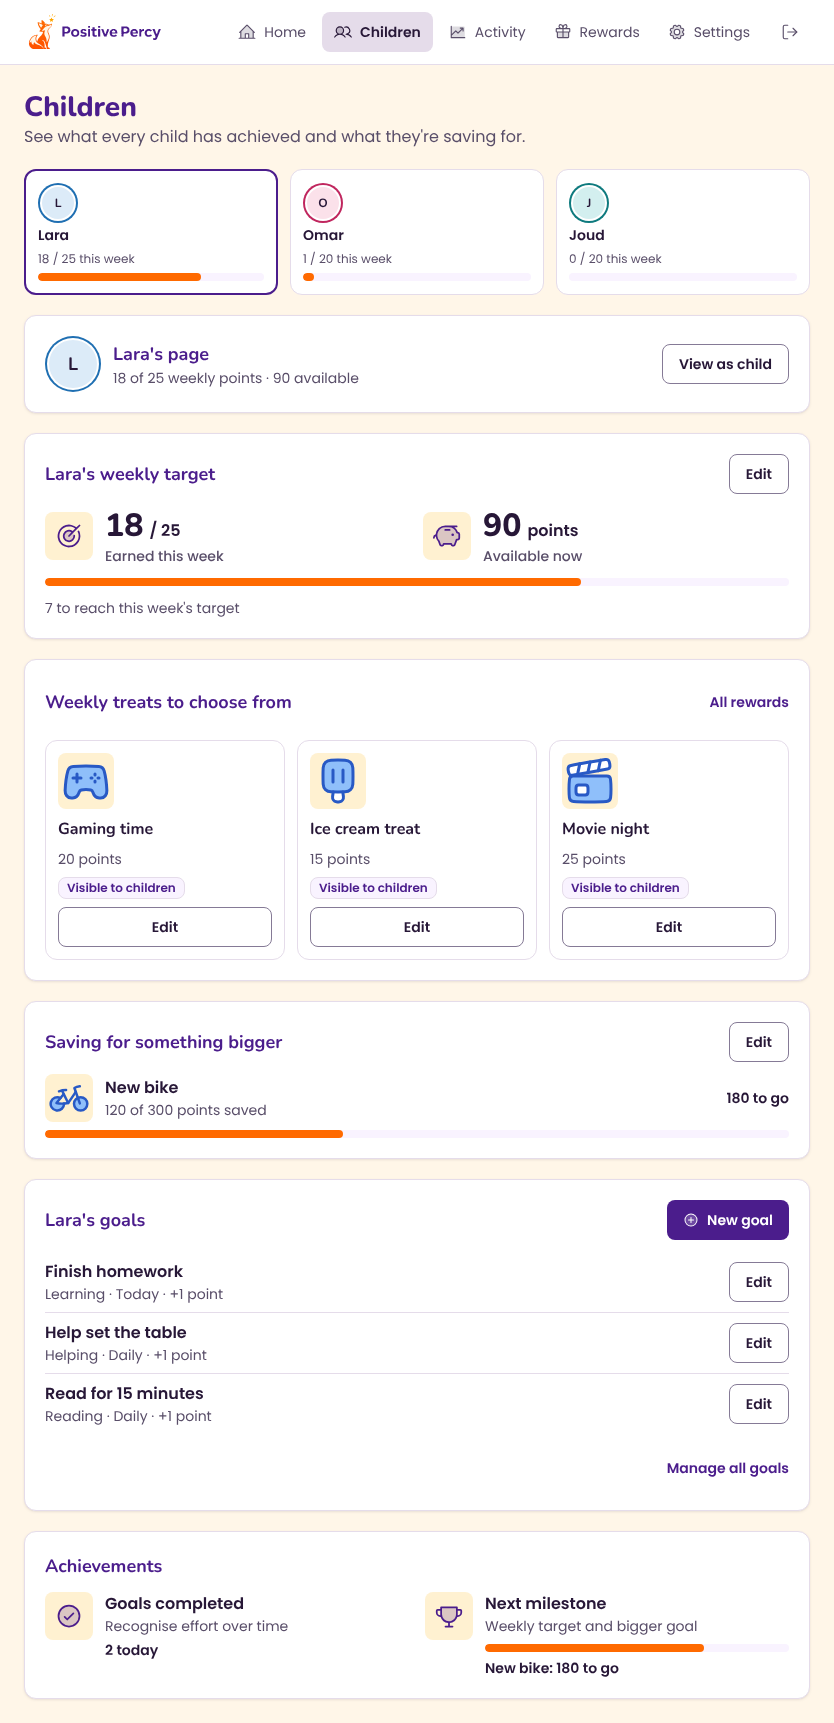 Positive Percy
Home
Children
Activity
Rewards
Settings
Children
See what every child has achieved and what they're saving for.
L
Lara
18 / 25 this week
O
Omar
1 / 20 this week
J
Joud
0 / 20 this week
L
Lara's page
18 of 25 weekly points · 90 available
View as child
Lara's weekly target
Edit
18 / 25
Earned this week
90 points
Available now
7 to reach this week's target
Weekly treats to choose from
All rewards
Gaming time
20 points
Visible to children
Edit
Ice cream treat
15 points
Visible to children
Edit
Movie night
25 points
Visible to children
Edit
Saving for something bigger
Edit
New bike
120 of 300 points saved
180 to go
Lara's goals
New goal
Finish homework
Learning · Today · +1 point
Edit
Help set the table
Helping · Daily · +1 point
Edit
Read for 15 minutes
Reading · Daily · +1 point
Edit
Manage all goals
Achievements
Goals completed
Recognise effort over time
2 today
Next milestone
Weekly target and bigger goal
New bike: 180 to go